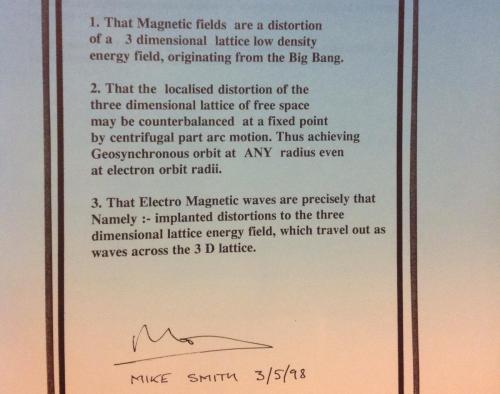 1. That Magnetic fields are a distortion
of a 3 dimensional lattice low density
energy field, originating from the Big Bang.
2. That the localised distortion of the
three dimensional lattice of free space
may be counterbalanced at a fixed point
by centrifugal part arc motion. Thus achieving
Geosynchronous orbit at ANY radius even
at electron orbit radii.
3. That Electro Magnetic waves are precisely that
Namely :- implanted distortions to the three
dimensional lattice energy field, which travel out as
waves across the 3 D lattice.
MIKE SMITH 3/5/98